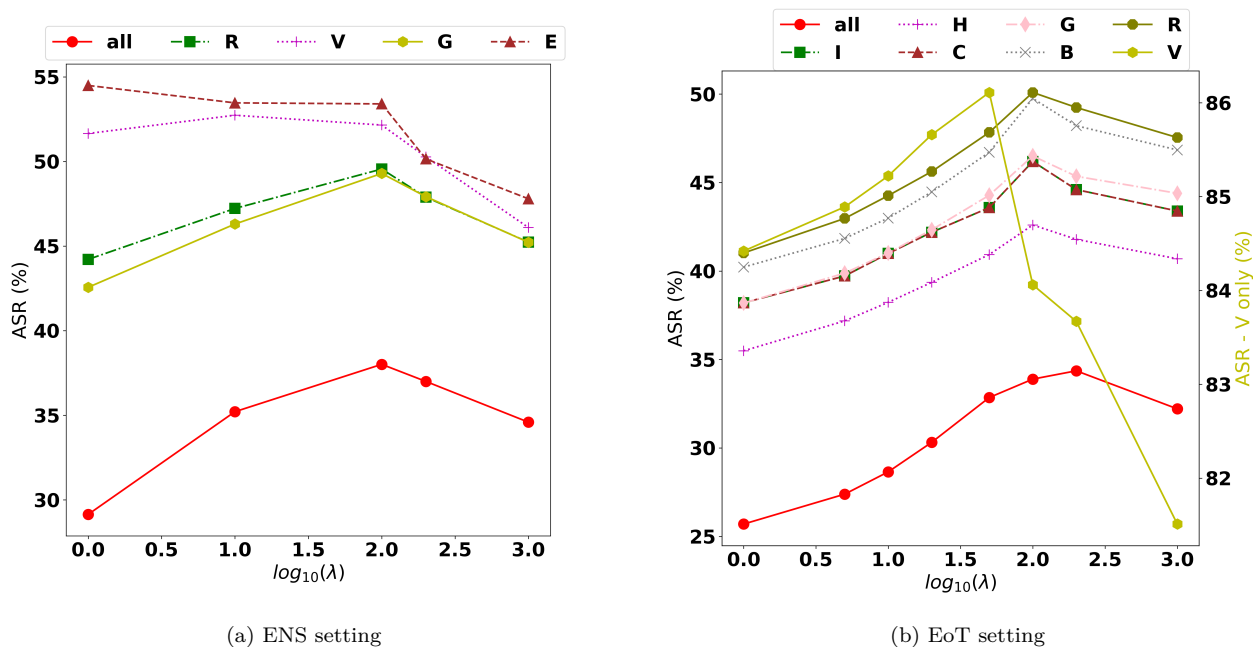 all R V G E
55
50
45
40
35
30
ASR (%)
0.0 0.5 1.0 1.5 2.0 2.5 3.0
log10(λ)
(a) ENS setting
all H G R
I C B V
50
45
40
35
30
25
ASR (%)
86
85
84
83
82
ASR - V only (%)
0.0 0.5 1.0 1.5 2.0 2.5 3.0
log10(λ)
(b) EoT setting